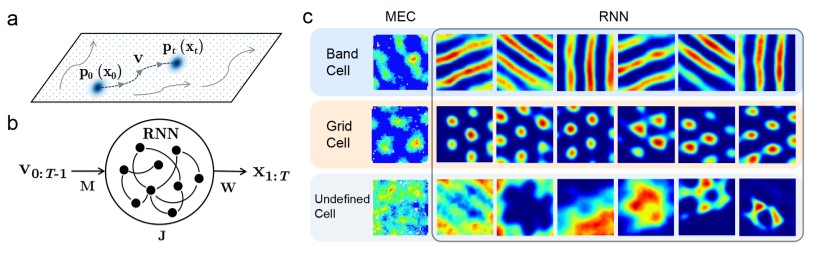 a
p₀ (x₀)
v
pₜ (xₜ)
b
RNN
V₀:T-1
M
W
X₁:T
J
c
MEC
RNN
Band
Cell
Grid
Cell
Undefined
Cell